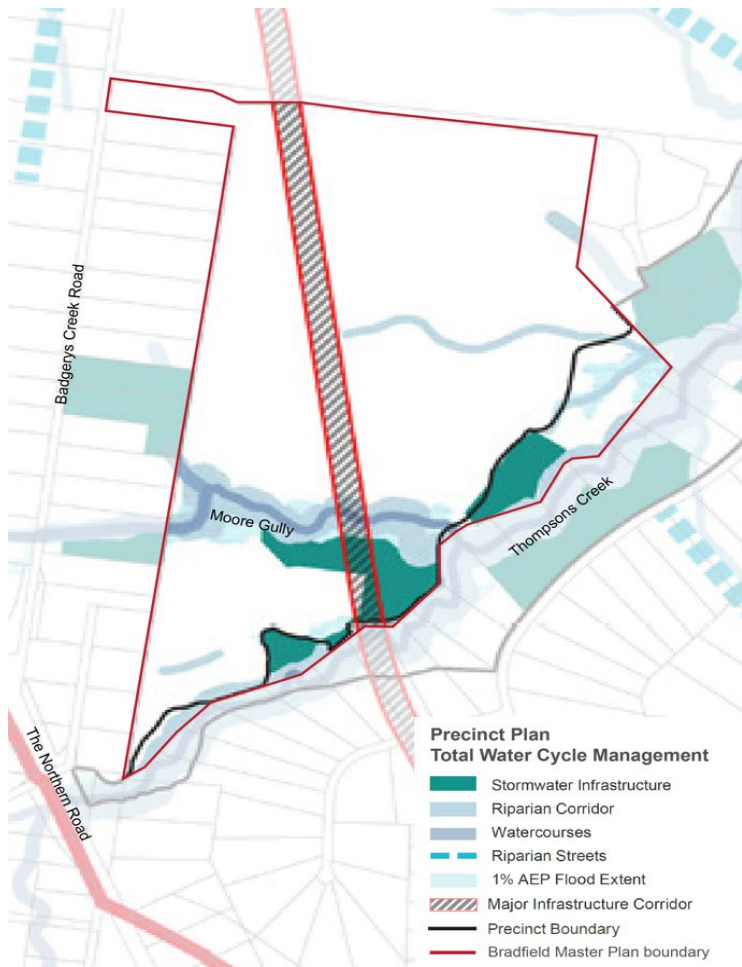 Badgerys Creek Road
Moore Gully
Thompsons Creek
The Northern Road
Precinct Plan
Total Water Cycle Management
Stormwater Infrastructure
Riparian Corridor
Watercourses
Riparian Streets
1% AEP Flood Extent
Major Infrastructure Corridor
Precinct Boundary
Bradfield Master Plan boundary